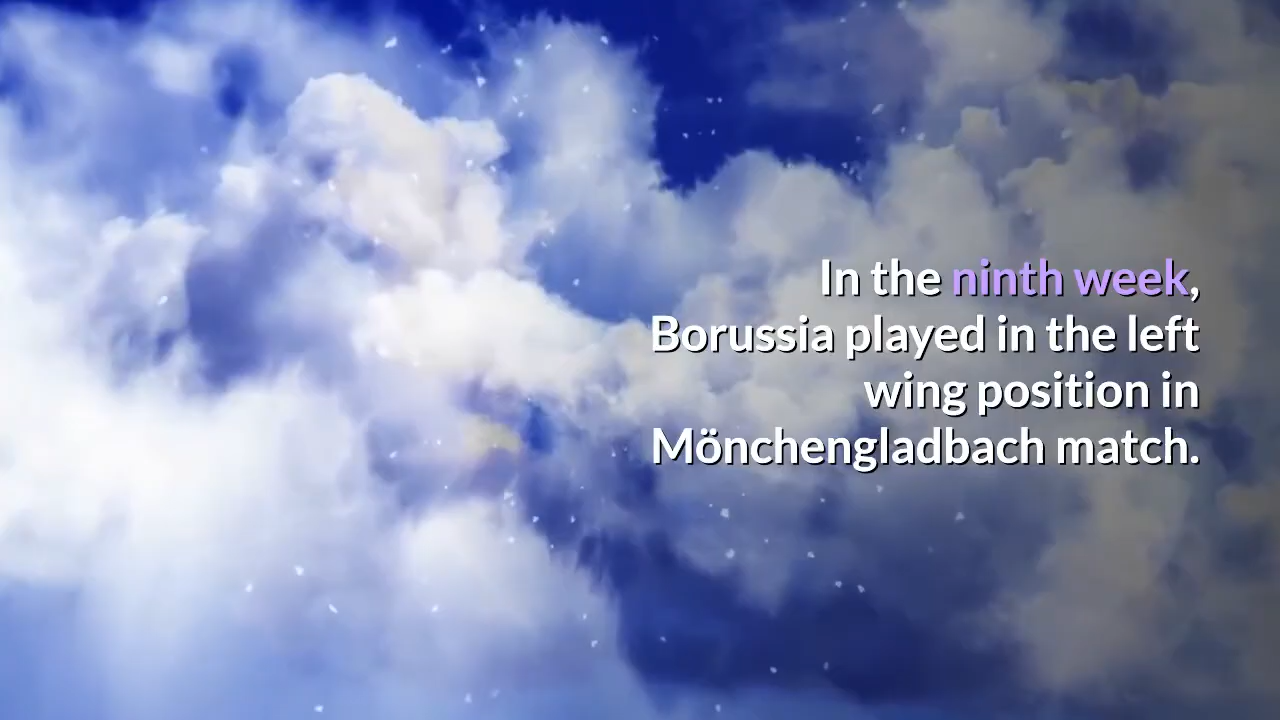 In the ninth week,
Borussia played in the left
wing position in
Mönchengladbach match.